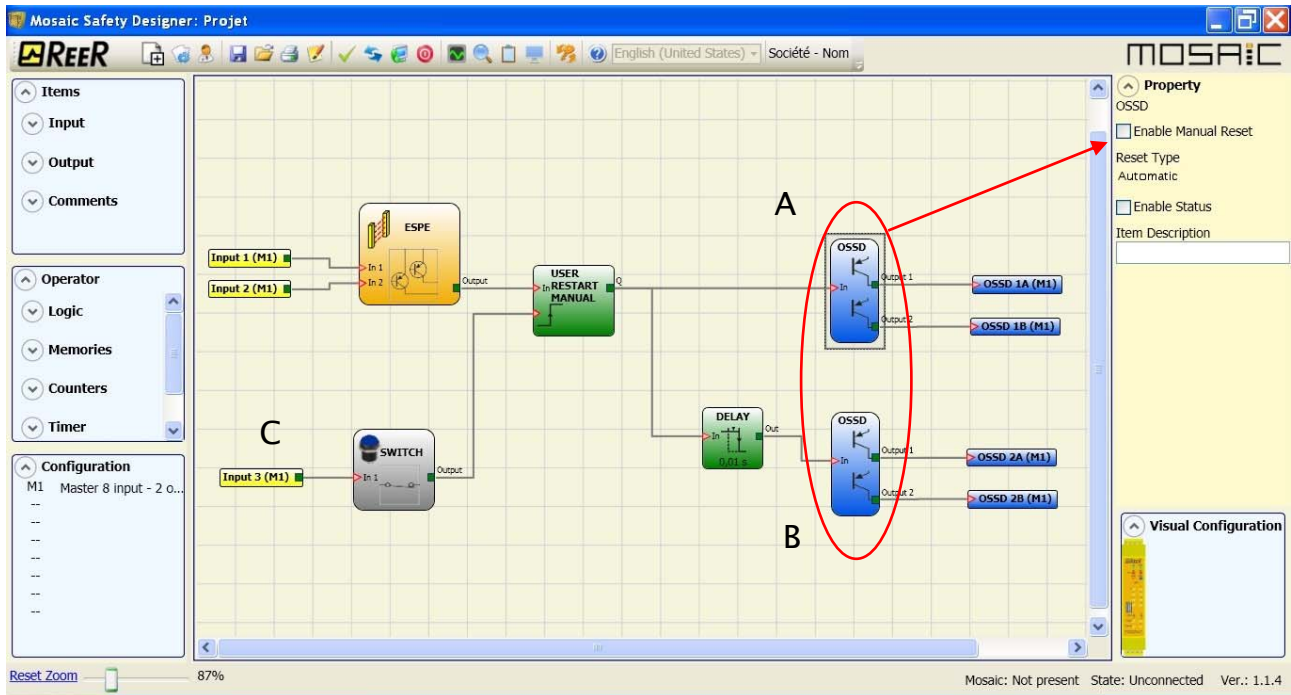 Mosaic Safety Designer: Projet
REER
English (United States)
Société - Nom
MOSAIC
Items
Input
Output
Comments
Operator
Logic
Memories
Counters
Timer
Configuration
M1 Master 8 input - 2 o...
--
--
--
--
--
--
--
A
ESPE
Input 1 (M1)
In 1
Input 2 (M1)
In 2
Output
USER
RESTART
MANUAL
In
Q
OSSD
In
Output 1
OSSD 1A (M1)
Output 2
OSSD 1B (M1)
C
SWITCH
Input 3 (M1)
In 1
Output
DELAY
In
Out
0,01 s
OSSD
In
Output 1
OSSD 2A (M1)
Output 2
OSSD 2B (M1)
B
Property
OSSD
Enable Manual Reset
Reset Type
Automatic
Enable Status
Item Description
Visual Configuration
Reset Zoom
87%
Mosaic: Not present State: Unconnected Ver.: 1.1.4